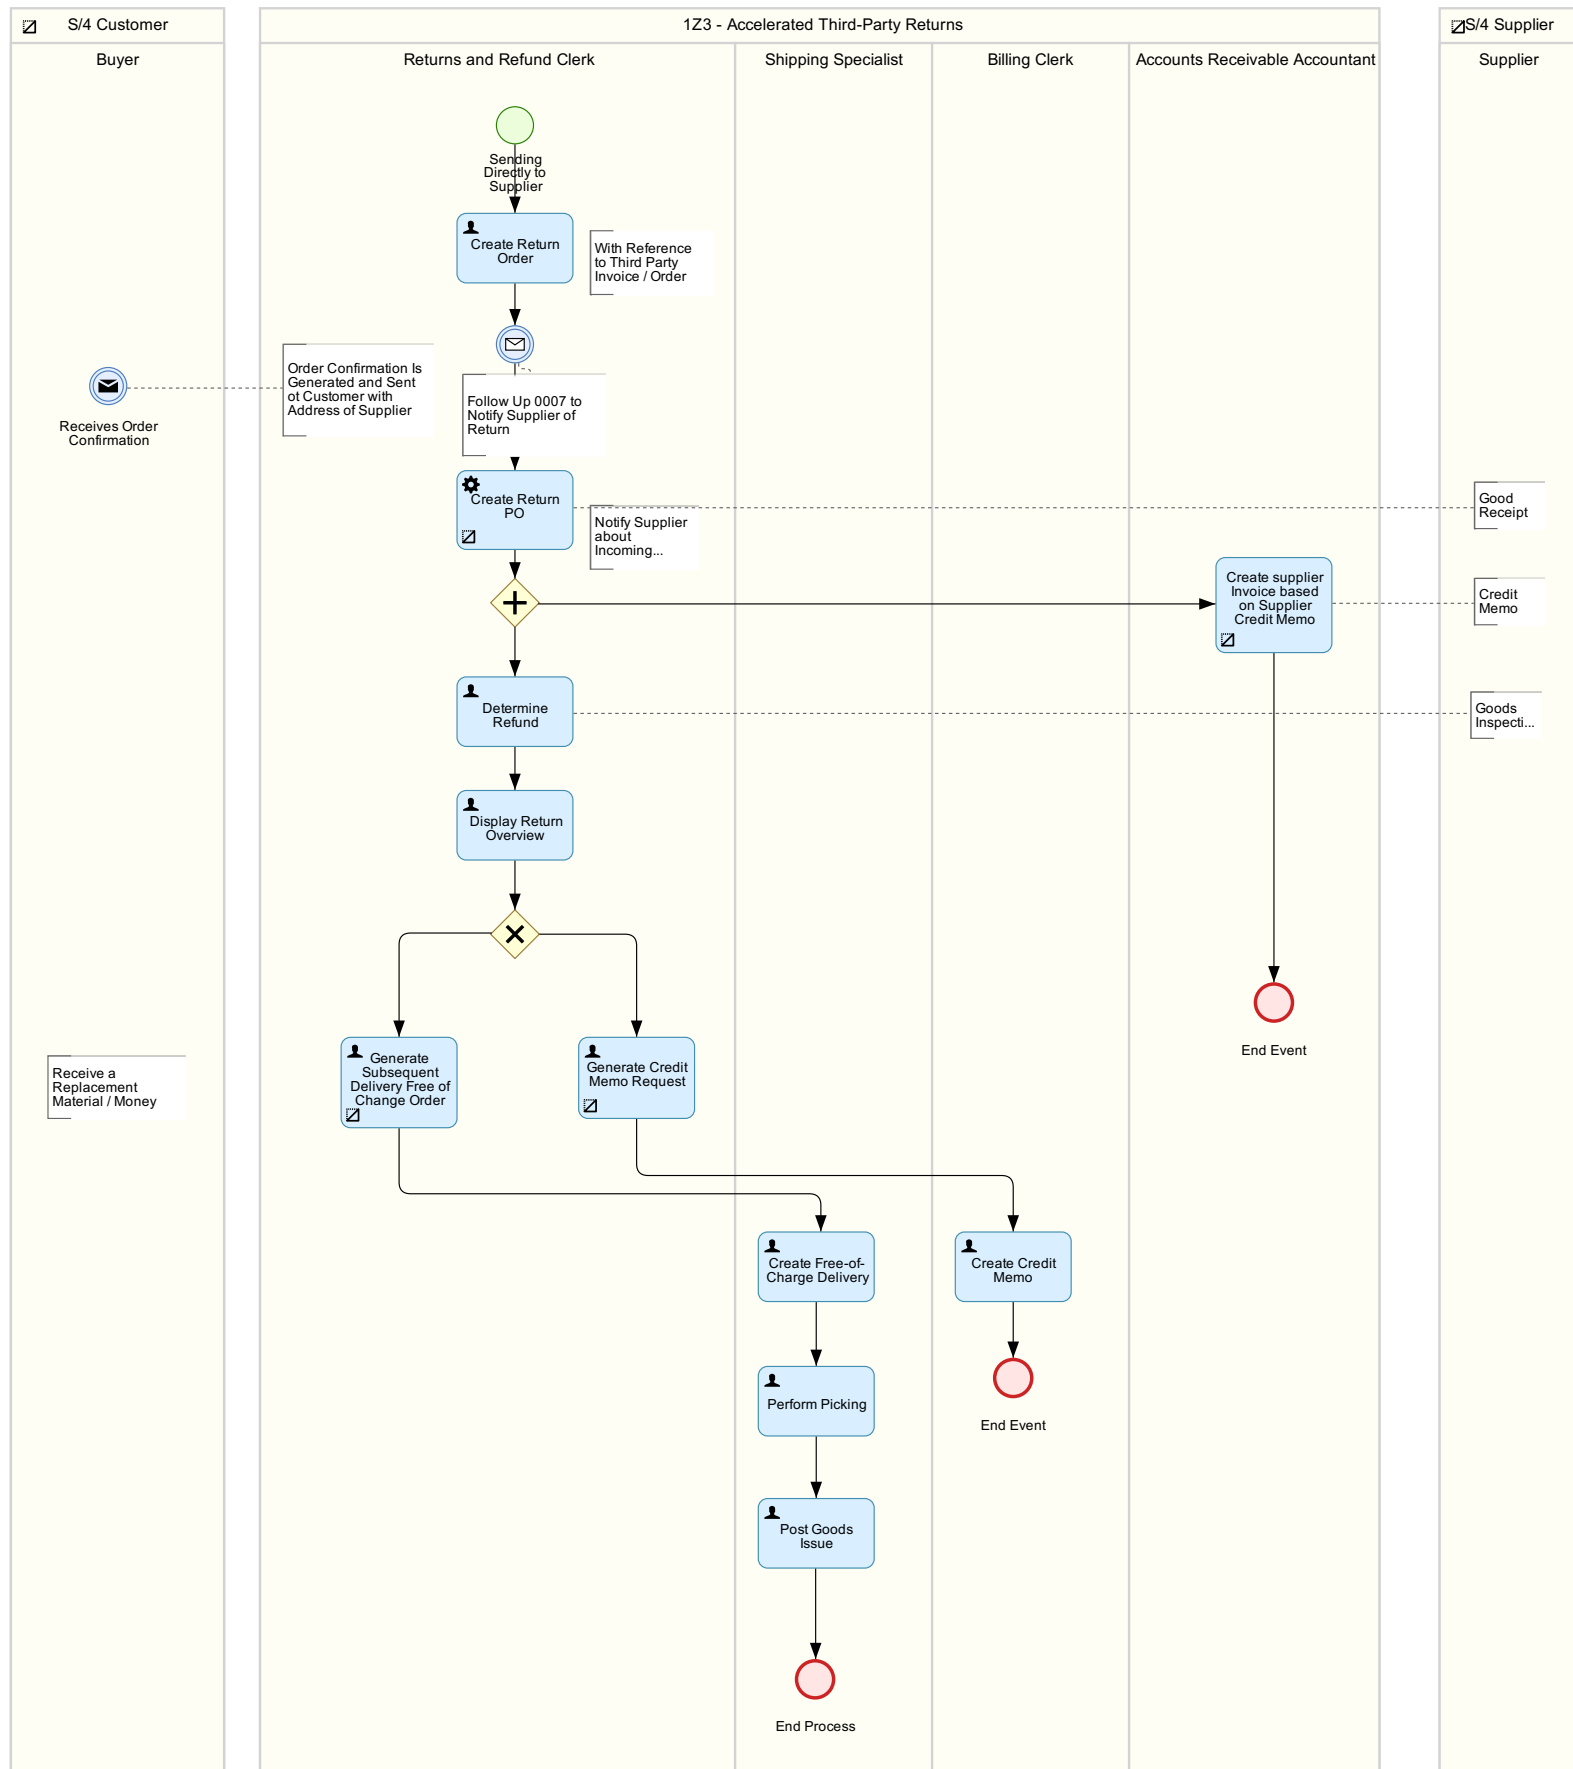 S/4 Customer
1Z3 - Accelerated Third-Party Returns
S/4 Supplier
Buyer
Returns and Refund Clerk
Shipping Specialist
Billing Clerk
Accounts Receivable Accountant
Supplier
Sending
Directly to
Supplier
Create Return
Order
With Reference
to Third Party
Invoice / Order
Order Confirmation Is
Generated and Sent
ot Customer with
Address of Supplier
Receives Order
Confirmation
Follow Up 0007 to
Notify Supplier of
Return
Create Return
PO
Notify Supplier
about
Incoming...
Good
Receipt
Create supplier
Invoice based
on Supplier
Credit Memo
Credit
Memo
Determine
Refund
Goods
Inspecti...
Display Return
Overview
End Event
Receive a
Replacement
Material / Money
Generate
Subsequent
Delivery Free of
Change Order
Generate Credit
Memo Request
Create Free-of-
Charge Delivery
Create Credit
Memo
Perform Picking
End Event
Post Goods
Issue
End Process